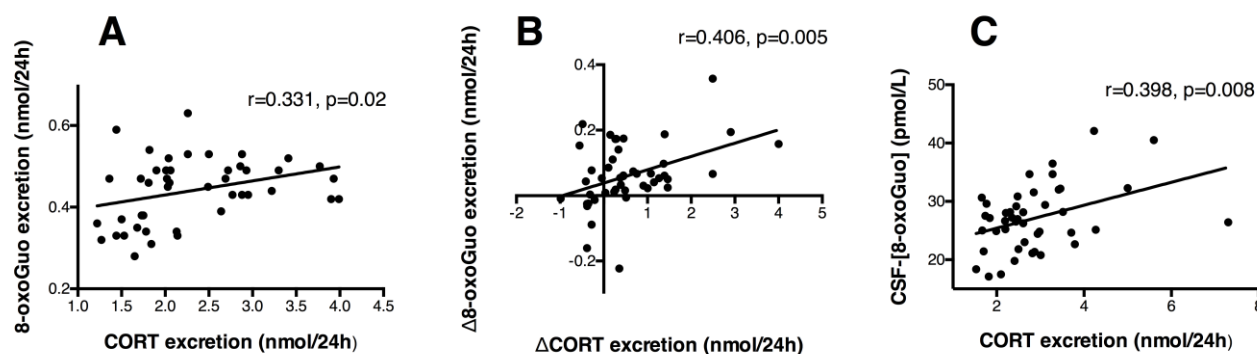 A
B
C
r=0.331, p=0.02
r=0.406, p=0.005
r=0.398, p=0.008
8-oxoGuo excretion (nmol/24h)
0.6
0.4
0.2
1.0 1.5 2.0 2.5 3.0 3.5 4.0 4.5
CORT excretion (nmol/24h)
Δ8-oxoGuo excretion (nmol/24h)
0.4
0.2
-0.2
-2 -1 0 1 2 3 4 5
ΔCORT excretion (nmol/24h)
CSF-[8-oxoGuo] (pmol/L)
50
40
30
20
2 4 6 8
CORT excretion (nmol/24h)